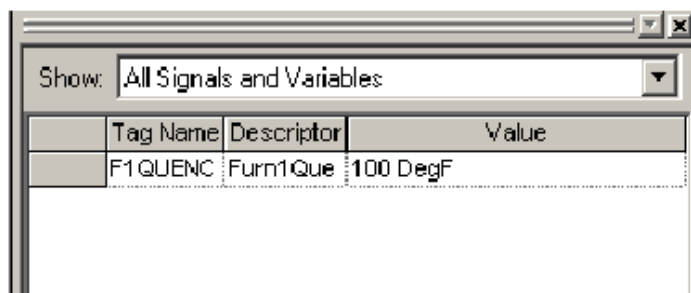 Show: All Signals and Variables
Tag Name Descriptor Value
F1QUENC Furn1Que 100 DegF